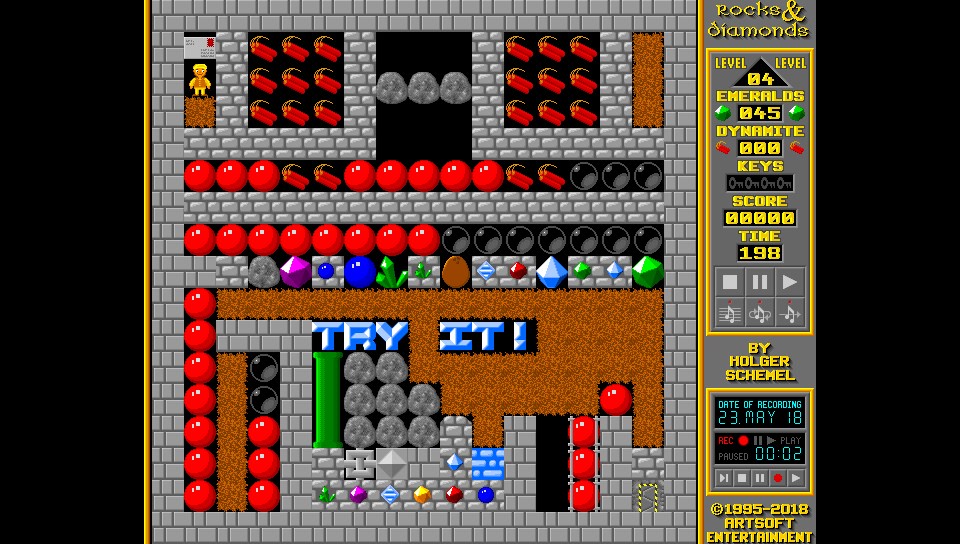 Rocks &
Diamonds
LEVEL LEVEL
04
EMERALDS
045
DYNAMITE
000
KEYS
SCORE
00000
TIME
198
TRY IT!
BY
HOLGER
SCHEMEL
DATE OF RECORDING
23.MAY 18
REC PLAY
PAUSED 00:02
©1995-2018
ARTSOFT
ENTERTAINMENT